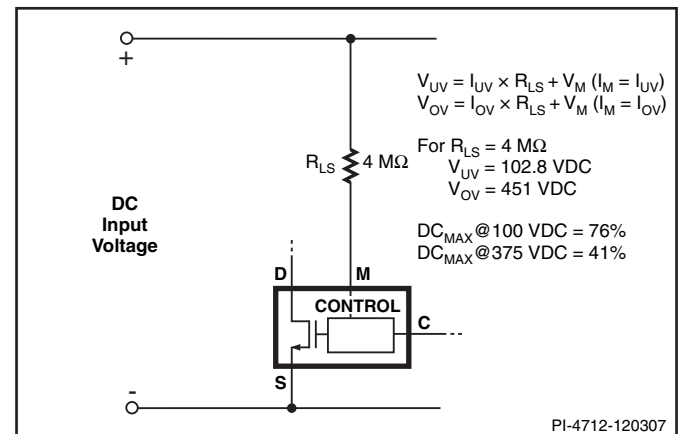 +
V_UV = I_UV × R_LS + V_M (I_M = I_UV)
V_OV = I_OV × R_LS + V_M (I_M = I_OV)
For R_LS = 4 MΩ
V_UV = 102.8 VDC
V_OV = 451 VDC
DC_MAX@100 VDC = 76%
DC_MAX@375 VDC = 41%
R_LS 4 MΩ
DC
Input
Voltage
D M
CONTROL
C
S
-
PI-4712-120307